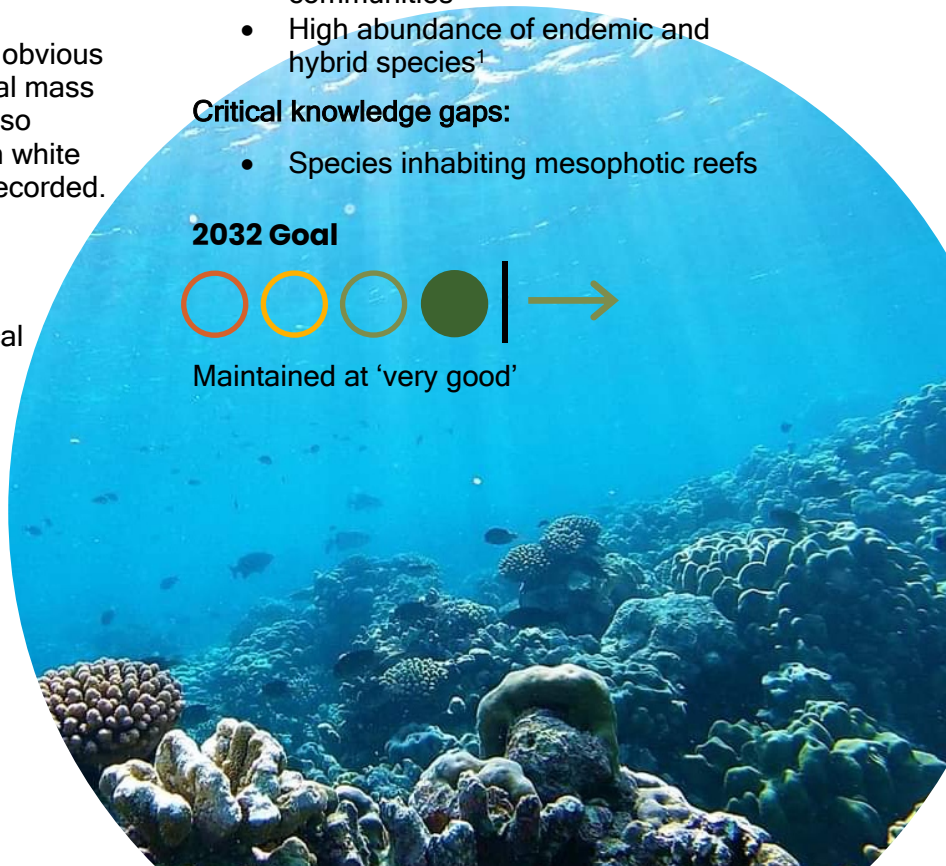 obvious
mass
so
white
ecorded.
al
communities
• High abundance of endemic and
hybrid species¹
Critical knowledge gaps:
• Species inhabiting mesophotic reefs
2032 Goal
Maintained at ‘very good’